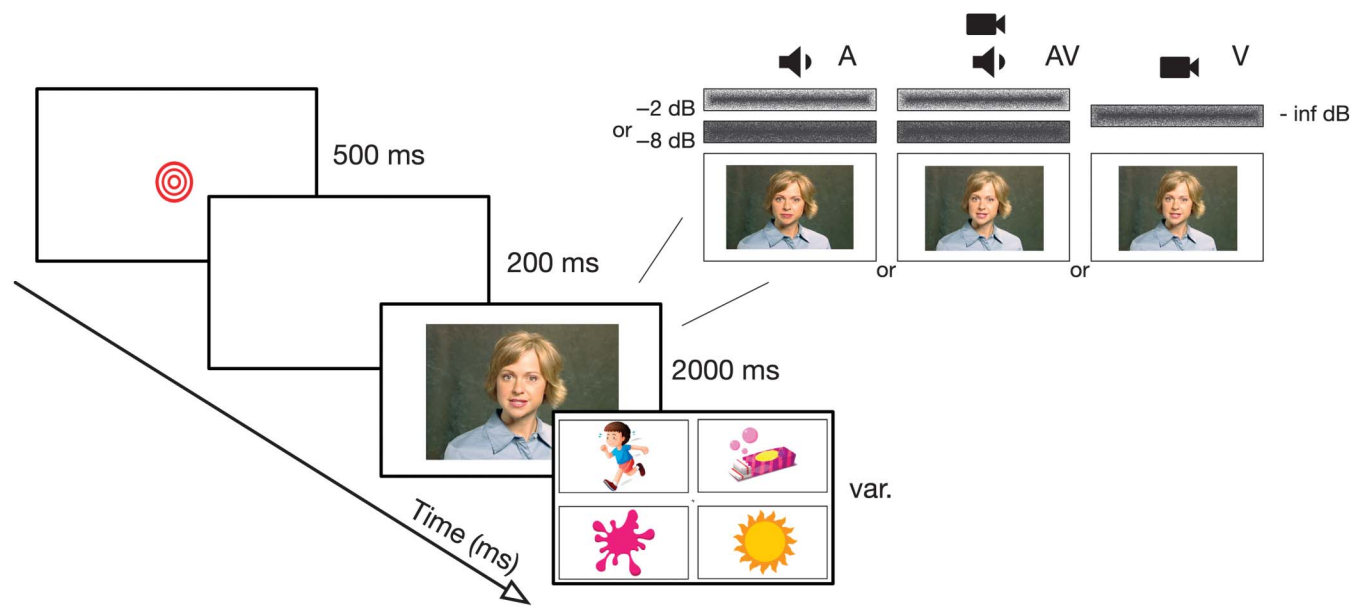 A
AV
V
–2 dB
or
–8 dB
- inf dB
500 ms
or
or
200 ms
2000 ms
var.
Time (ms)